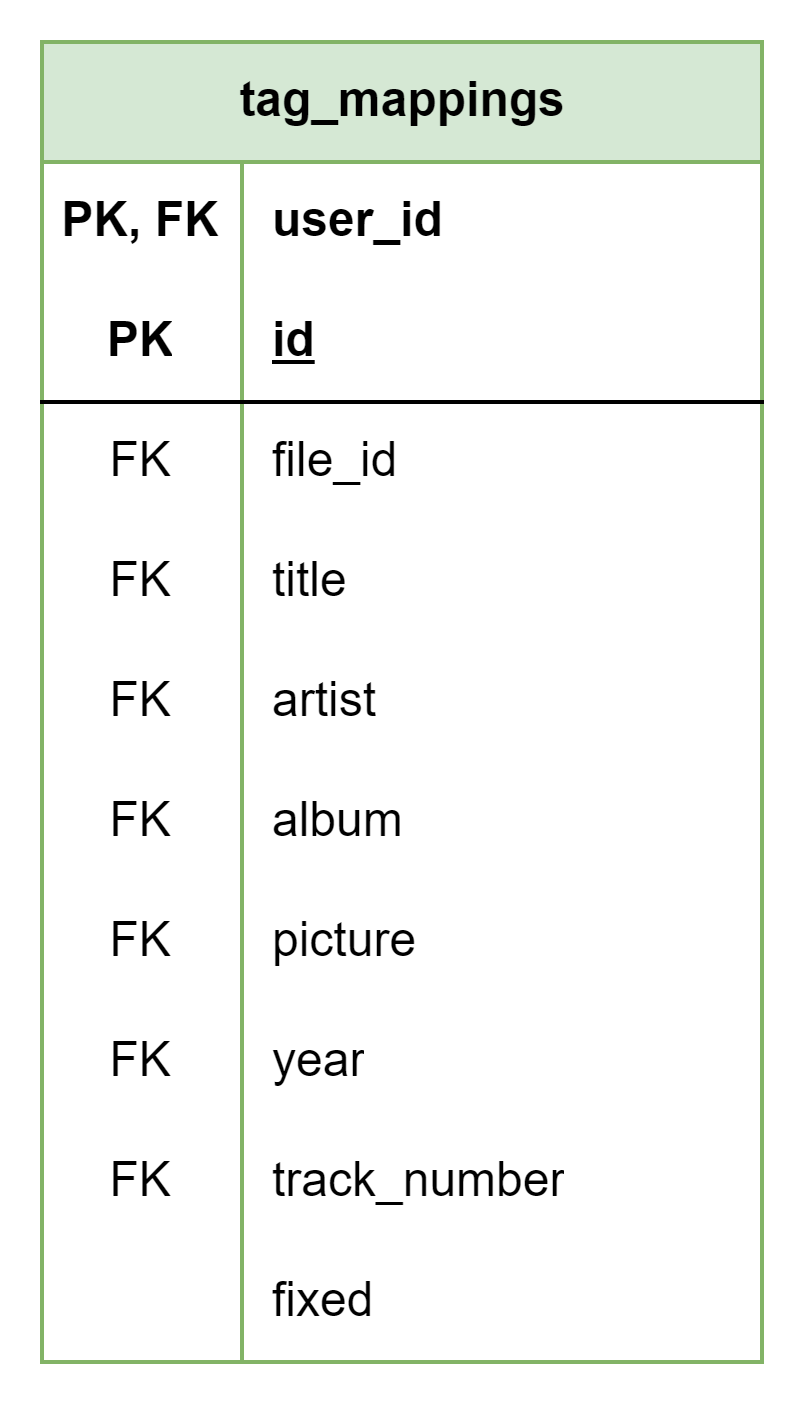 tag_mappings
PK, FK user_id
PK id
FK file_id
FK title
FK artist
FK album
FK picture
FK year
FK track_number
fixed